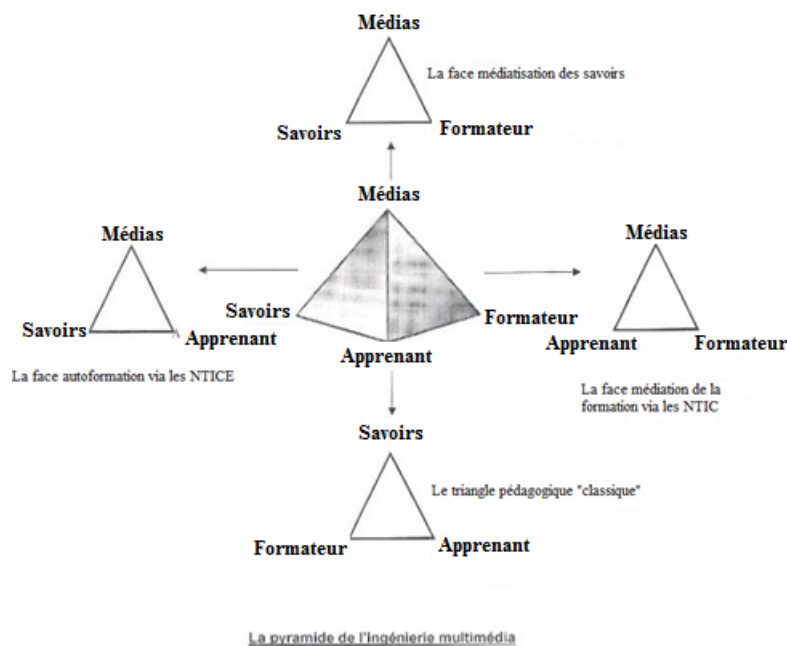 Médias
La face médiatisation des savoirs
Savoirs
Formateur
Médias
Médias
Médias
Savoirs
Formateur
Savoirs
Apprenant
Apprenant
Apprenant
Formateur
La face autoformation via les NTICE
La face médiation de la
formation via les NTIC
Savoirs
Le triangle pédagogique "classique"
Formateur
Apprenant
La pyramide de l'ingénierie multimédia